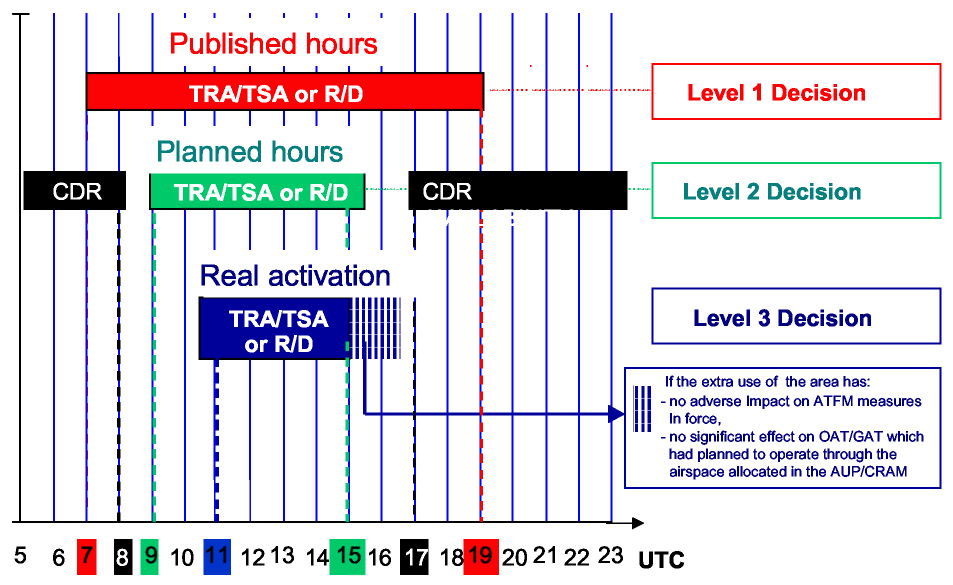 Published hours
TRA/TSA or R/D
Level 1 Decision
Planned hours
CDR
TRA/TSA or R/D
CDR
Level 2 Decision
Real activation
TRA/TSA
or R/D
Level 3 Decision
If the extra use of the area has:
- no adverse Impact on ATFM measures
In force,
- no significant effect on OAT/GAT which
had planned to operate through the
airspace allocated in the AUP/CRAM
5 6 7 8 9 10 11 12 13 14 15 16 17 18 19 20 21 22 23 UTC